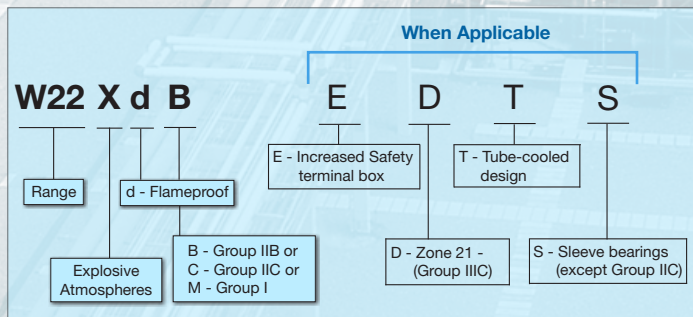 When Applicable
W22 X d B E D T S
E - Increased Safety
terminal box
T - Tube-cooled
design
Range
d - Flameproof
Explosive
Atmospheres
B - Group IIB or
C - Group IIC or
M - Group I
D - Zone 21 -
(Group IIIC)
S - Sleeve bearings
(except Group IIC)